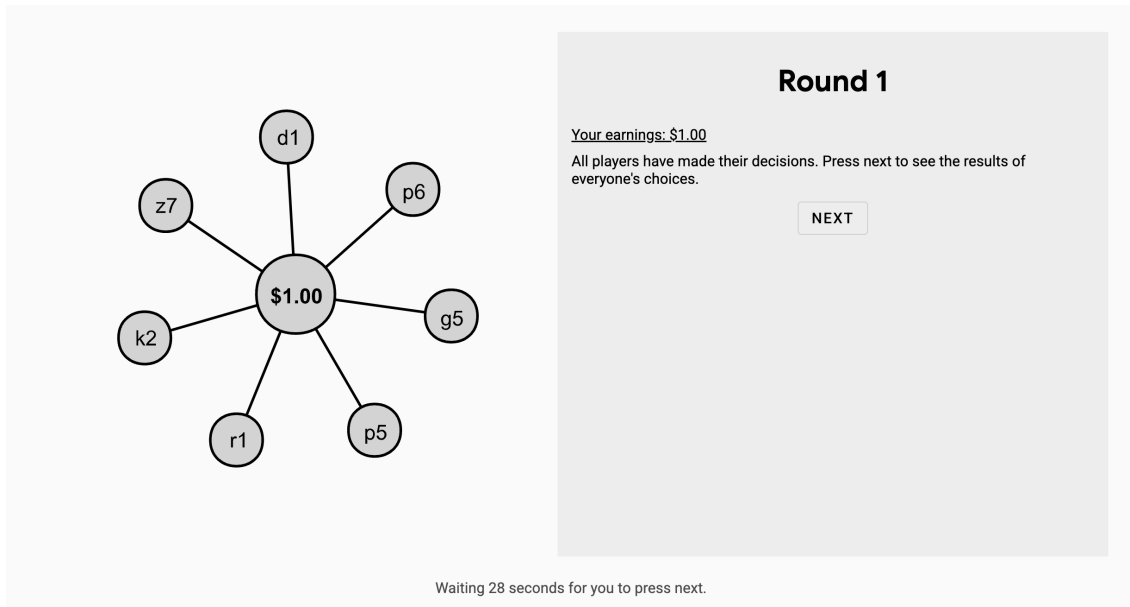 d1
p6
z7
$1.00
g5
k2
p5
r1
Round 1
Your earnings: $1.00
All players have made their decisions. Press next to see the results of
everyone's choices.
NEXT
Waiting 28 seconds for you to press next.